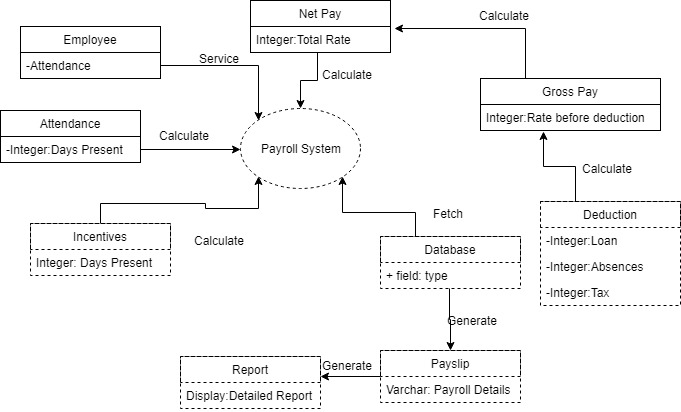 Net Pay
Integer:Total Rate
Calculate
Employee
-Attendance
Service
Calculate
Gross Pay
Integer:Rate before deduction
Attendance
-Integer:Days Present
Calculate
Payroll System
Calculate
Deduction
-Integer:Loan
-Integer:Absences
-Integer:Tax
Incentives
Integer: Days Present
Calculate
Fetch
Database
+ field: type
Generate
Payslip
Varchar: Payroll Details
Generate
Report
Display:Detailed Report